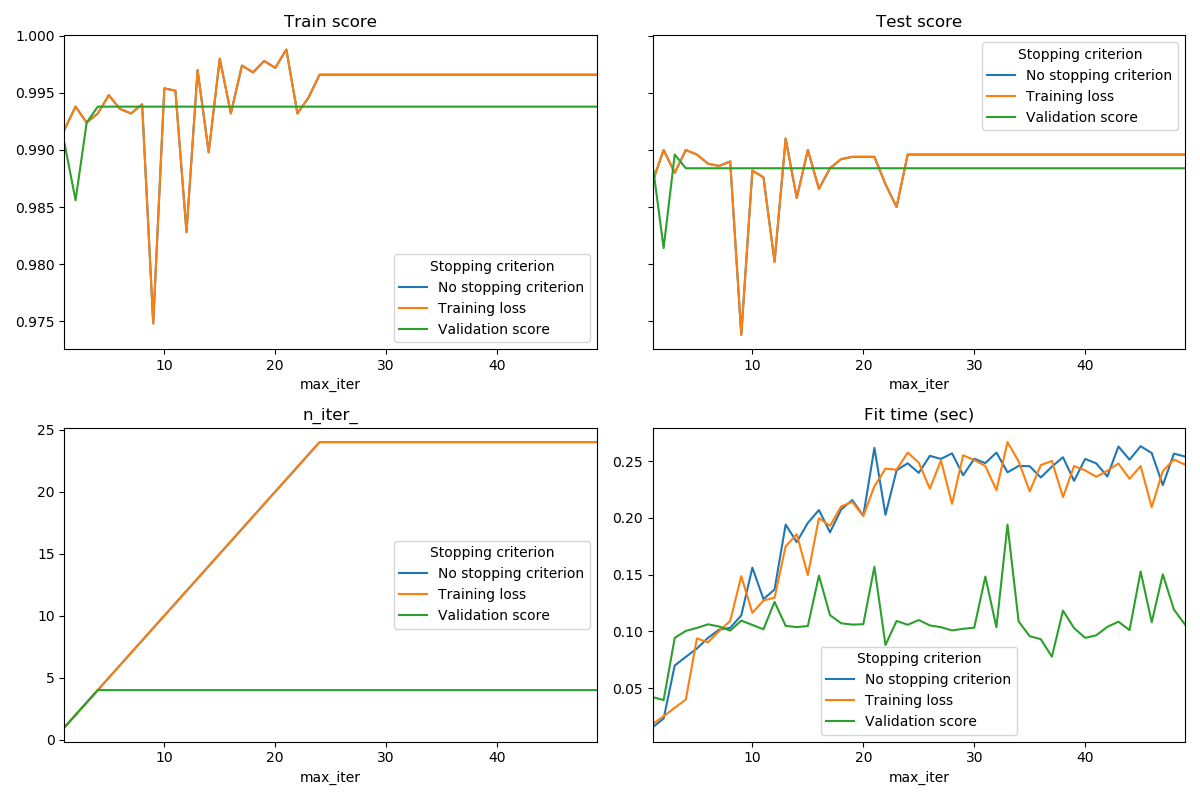 Train score
1.000
0.995
0.990
0.985
0.980
0.975
10
20
30
40
max_iter
Stopping criterion
No stopping criterion
Training loss
Validation score
Test score
Stopping criterion
No stopping criterion
Training loss
Validation score
10
20
30
40
max_iter
n_iter_
25
20
15
10
5
0
10
20
30
40
max_iter
Stopping criterion
No stopping criterion
Training loss
Validation score
Fit time (sec)
0.25
0.20
0.15
0.10
0.05
10
20
30
40
max_iter
Stopping criterion
No stopping criterion
Training loss
Validation score